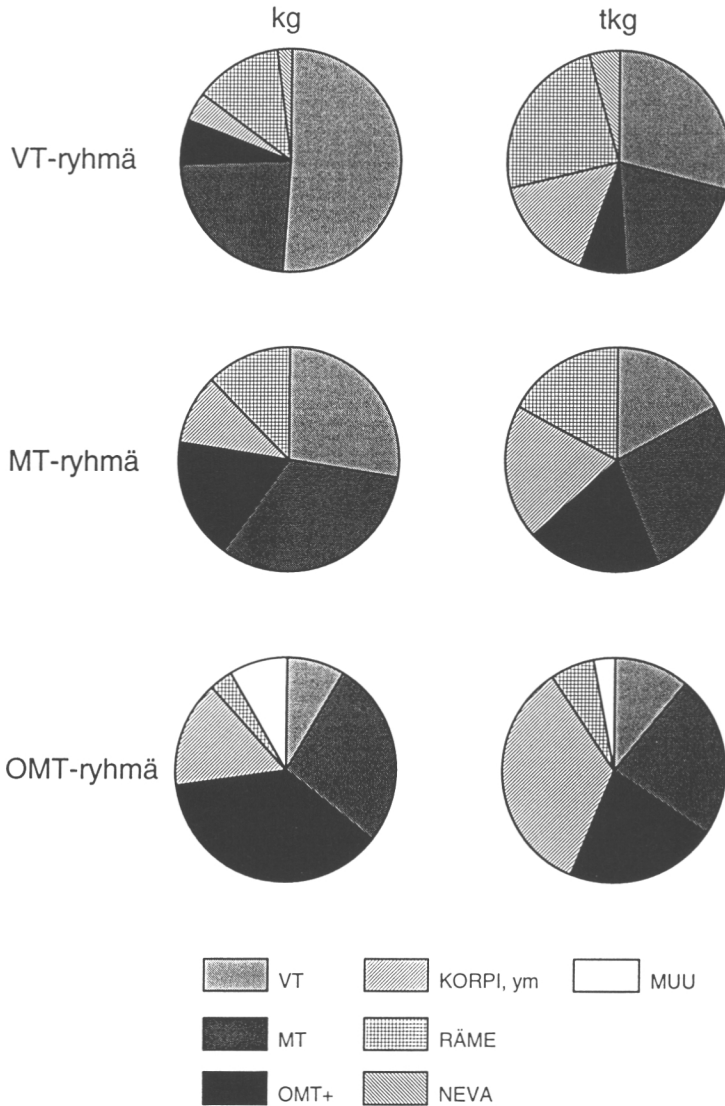 kg tkg
VT-ryhmä
MT-ryhmä
OMT-ryhmä
VT KORPI, ym MUU
MT RÄME
OMT+ NEVA